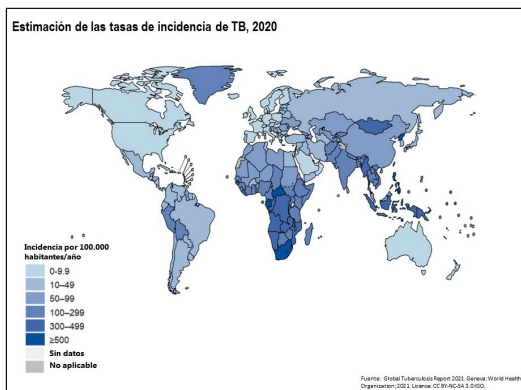 Estimación de las tasas de incidencia de TB, 2020
Incidencia por 100.000
habitantes/año
0-9.9
10–49
50–99
100–299
300–499
≥500
Sin datos
No aplicable
Fuente: Global Tuberculosis Report 2021. Geneva: World Health
Organization; 2021. Licence: CC BY-NC-SA 3.0 IGO.